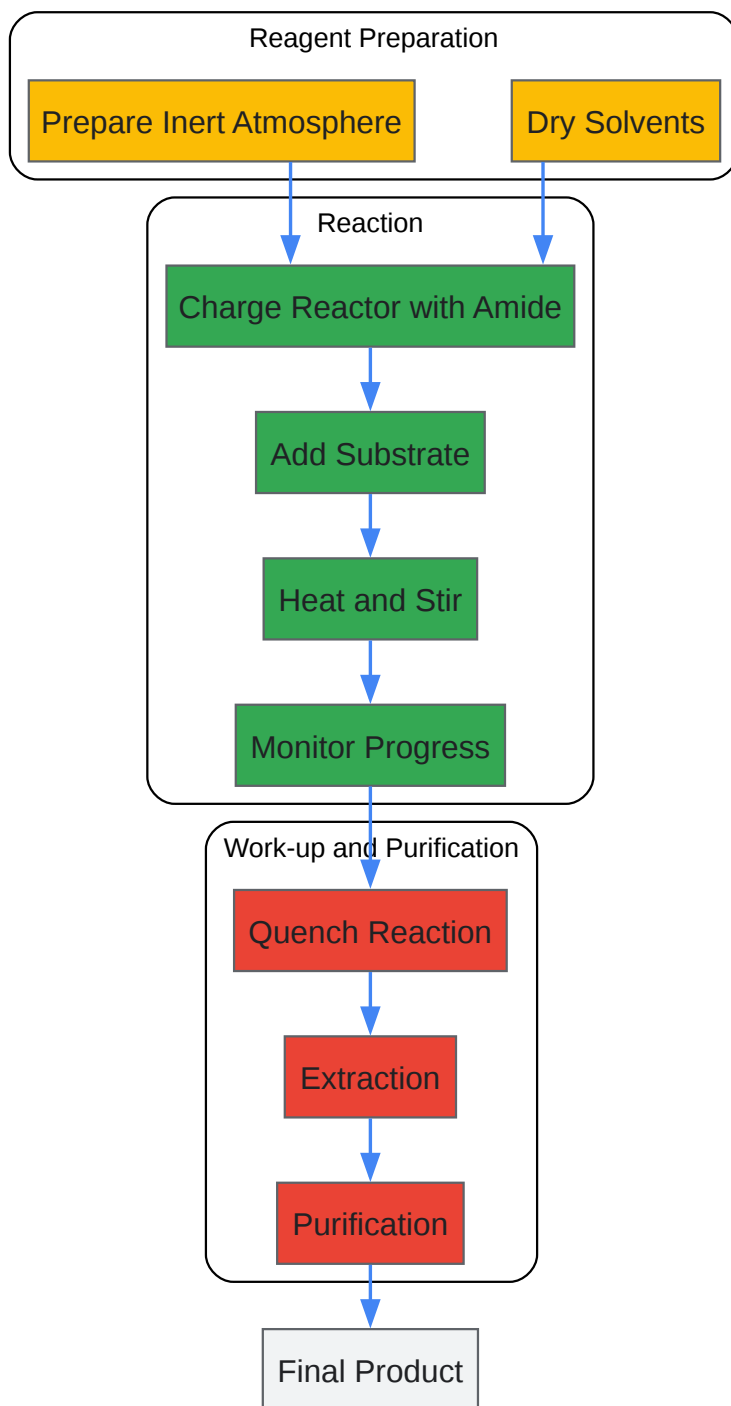 Reagent Preparation
Prepare Inert Atmosphere
Dry Solvents
Reaction
Charge Reactor with Amide
Add Substrate
Heat and Stir
Monitor Progress
Work-up and Purification
Quench Reaction
Extraction
Purification
Final Product